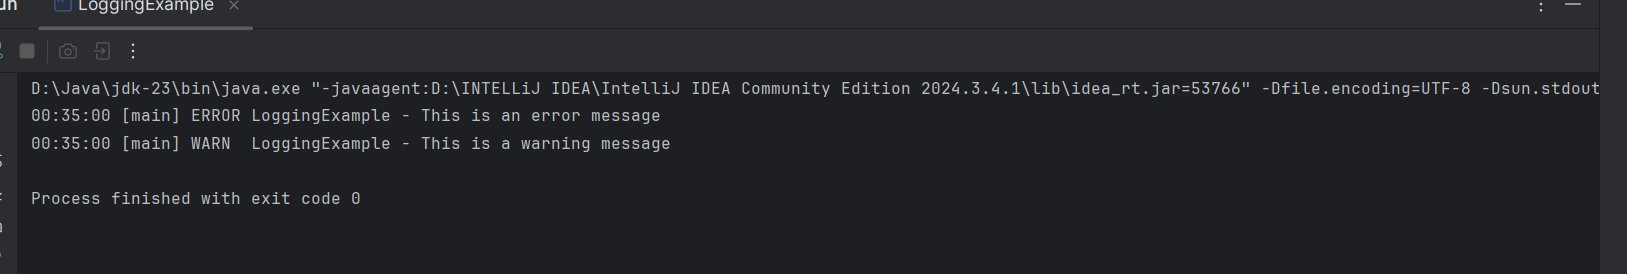 un LoggingExample
D:\Java\jdk-23\bin\java.exe "-javaagent:D:\INTELLiJ IDEA\IntelliJ IDEA Community Edition 2024.3.4.1\lib\idea_rt.jar=53766" -Dfile.encoding=UTF-8 -Dsun.stdout
00:35:00 [main] ERROR LoggingExample - This is an error message
00:35:00 [main] WARN  LoggingExample - This is a warning message
Process finished with exit code 0